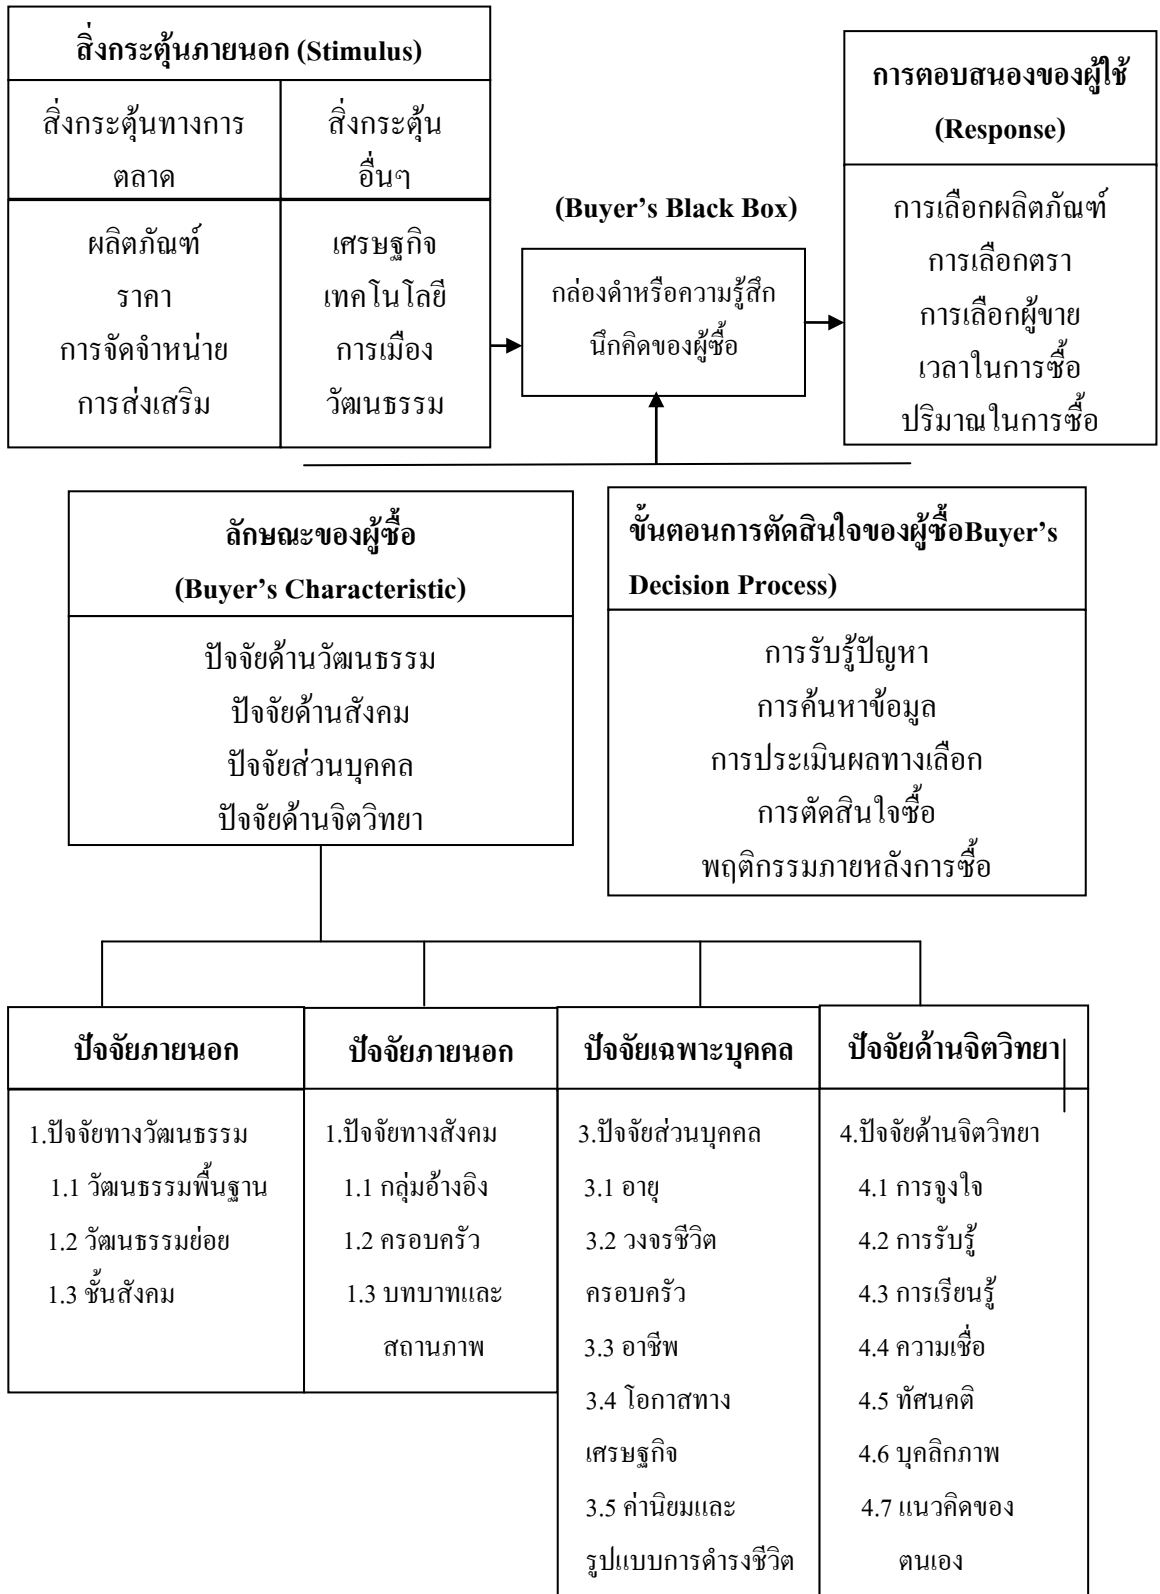 สิ่งกระตุ้นภายนอก (Stimulus)
สิ่งกระตุ้นทางการ
ตลาด
สิ่งกระตุ้น
อื่นๆ
ผลิตภัณฑ์
ราคา
การจัดจำหน่าย
การส่งเสริม
เศรษฐกิจ
เทคโนโลยี
การเมือง
วัฒนธรรม
(Buyer’s Black Box)
กล่องดำหรือความรู้สึก
นึกคิดของผู้ซื้อ
การตอบสนองของผู้ใช้
(Response)
การเลือกผลิตภัณฑ์
การเลือกตรา
การเลือกผู้ขาย
เวลาในการซื้อ
ปริมาณในการซื้อ
ลักษณะของผู้ซื้อ
(Buyer’s Characteristic)
ปัจจัยด้านวัฒนธรรม
ปัจจัยด้านสังคม
ปัจจัยส่วนบุคคล
ปัจจัยด้านจิตวิทยา
ขั้นตอนการตัดสินใจของผู้ซื้อBuyer’s
Decision Process)
การรับรู้ปัญหา
การค้นหาข้อมูล
การประเมินผลทางเลือก
การตัดสินใจซื้อ
พฤติกรรมภายหลังการซื้อ
ปัจจัยภายนอก
1.ปัจจัยทางวัฒนธรรม
1.1 วัฒนธรรมพื้นฐาน
1.2 วัฒนธรรมย่อย
1.3 ชั้นสังคม
ปัจจัยภายนอก
1.ปัจจัยทางสังคม
1.1 กลุ่มอ้างอิง
1.2 ครอบครัว
1.3 บทบาทและ
สถานภาพ
ปัจจัยเฉพาะบุคคล
3.ปัจจัยส่วนบุคคล
3.1 อายุ
3.2 วงจรชีวิต
ครอบครัว
3.3 อาชีพ
3.4 โอกาสทาง
เศรษฐกิจ
3.5 ค่านิยมและ
รูปแบบการดำรงชีวิต
ปัจจัยด้านจิตวิทยา
4.ปัจจัยด้านจิตวิทยา
4.1 การจูงใจ
4.2 การรับรู้
4.3 การเรียนรู้
4.4 ความเชื่อ
4.5 ทัศนคติ
4.6 บุคลิกภาพ
4.7 แนวคิดของ
ตนเอง